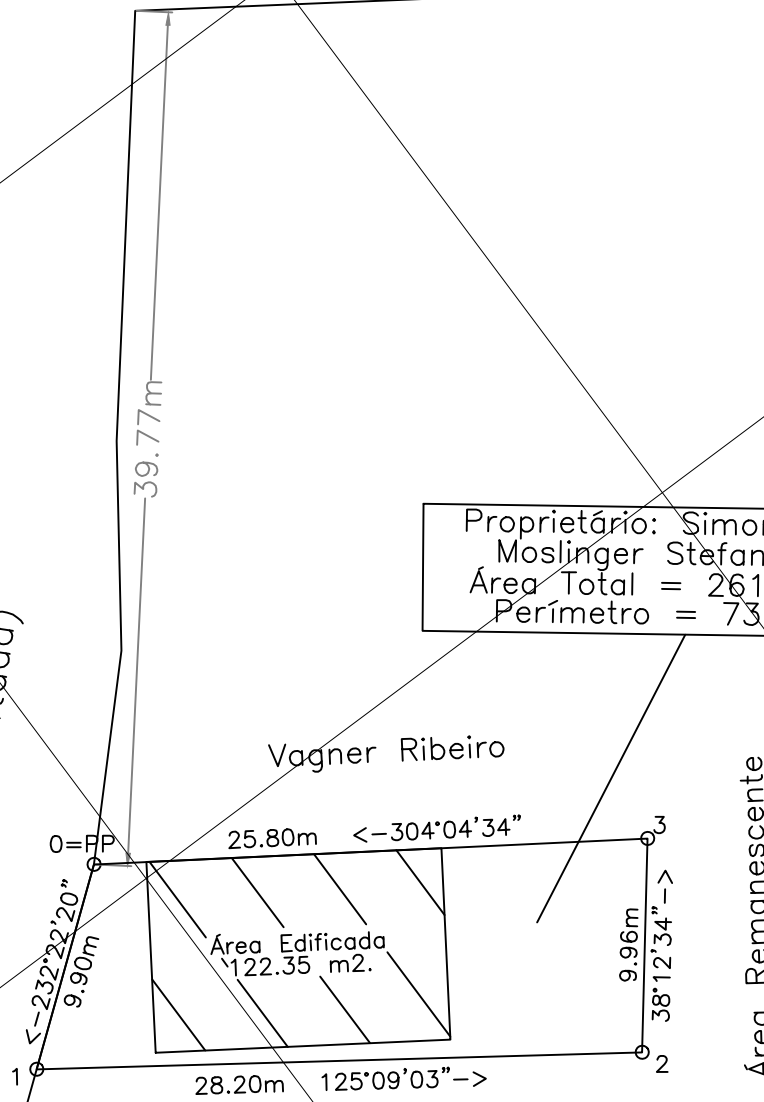 39.77m
Proprietário: Simo
Moslinger Stefan
Área Total = 261
Perímetro = 73
Vagner Ribeiro
25.80m <-304°04'34"
3
0=PP
<-232°22'20"
9.90m
Área Edificada
122.35 m2.
9.96m
38°12'34"->
Área Remanescente
1
2
28.20m 125°09'03"->